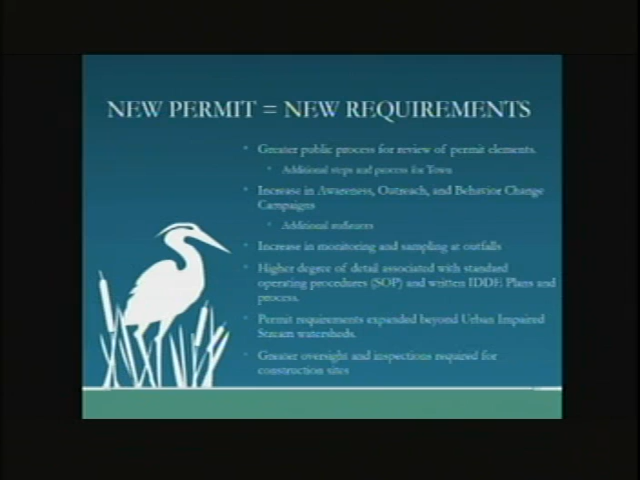 NEW PERMIT = NEW REQUIREMENTS
Greater public process for review of permit elements.
Additional steps and process for Town
Increase in Awareness, Outreach, and Behavior Change
Campaigns
Additional audiences
Increase in monitoring and sampling at outfalls
Higher degree of detail associated with standard
operating procedures (SOP) and written IDDE Plans and
process.
Permit requirements expanded beyond Urban Impaired
Stream watersheds.
Greater oversight and inspections required for
construction sites